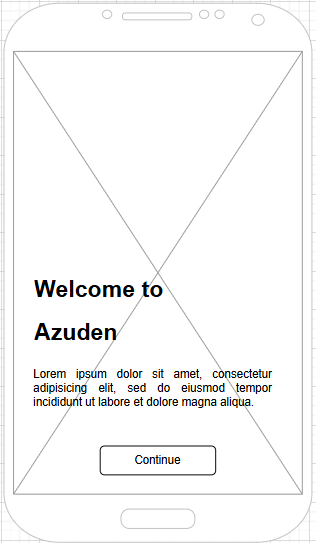 Welcome to
Azuden
Lorem ipsum dolor sit amet, consectetur
adipisicing elit, sed do eiusmod tempor
incididunt ut labore et dolore magna aliqua.
Continue